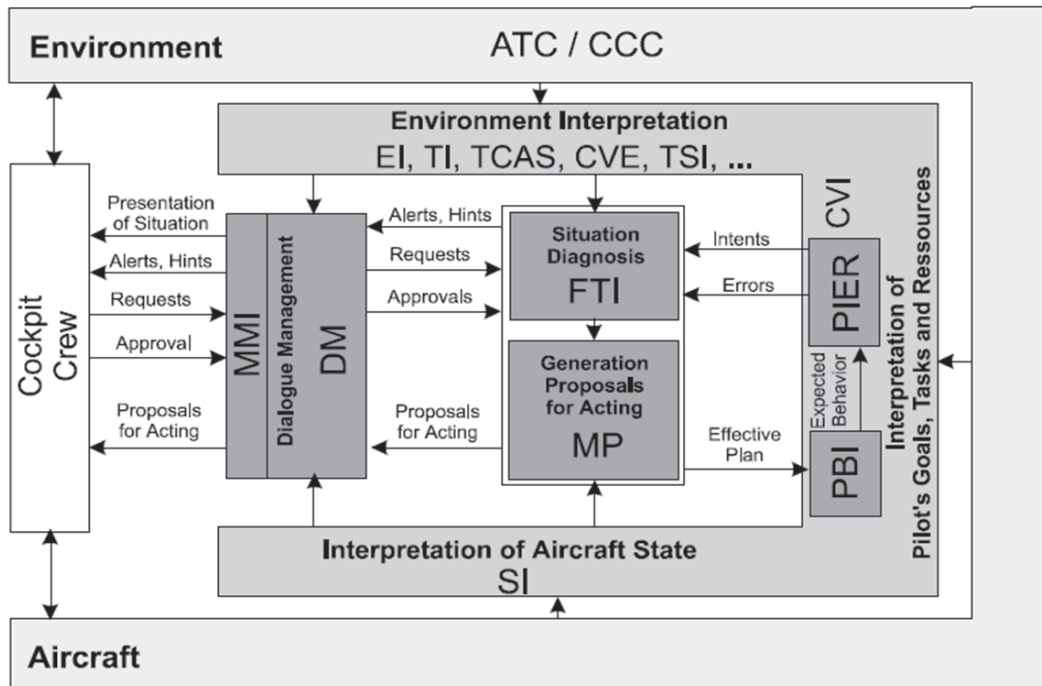 Environment
ATC / CCC
Environment Interpretation
EI, TI, TCAS, CVE, TSI, ...
Cockpit
Crew
Presentation
of Situation
Alerts, Hints
Requests
Approval
Proposals
for Acting
MMI
Dialogue Management
DM
Alerts, Hints
Requests
Approvals
Proposals
for Acting
Situation
Diagnosis
FTI
Generation
Proposals
for Acting
MP
Intents
Errors
Effective
Plan
CVI
PIER
Expected
Behavior
PBI
Interpretation of
Pilot's Goals, Tasks and Ressources
Interpretation of Aircraft State
SI
Aircraft